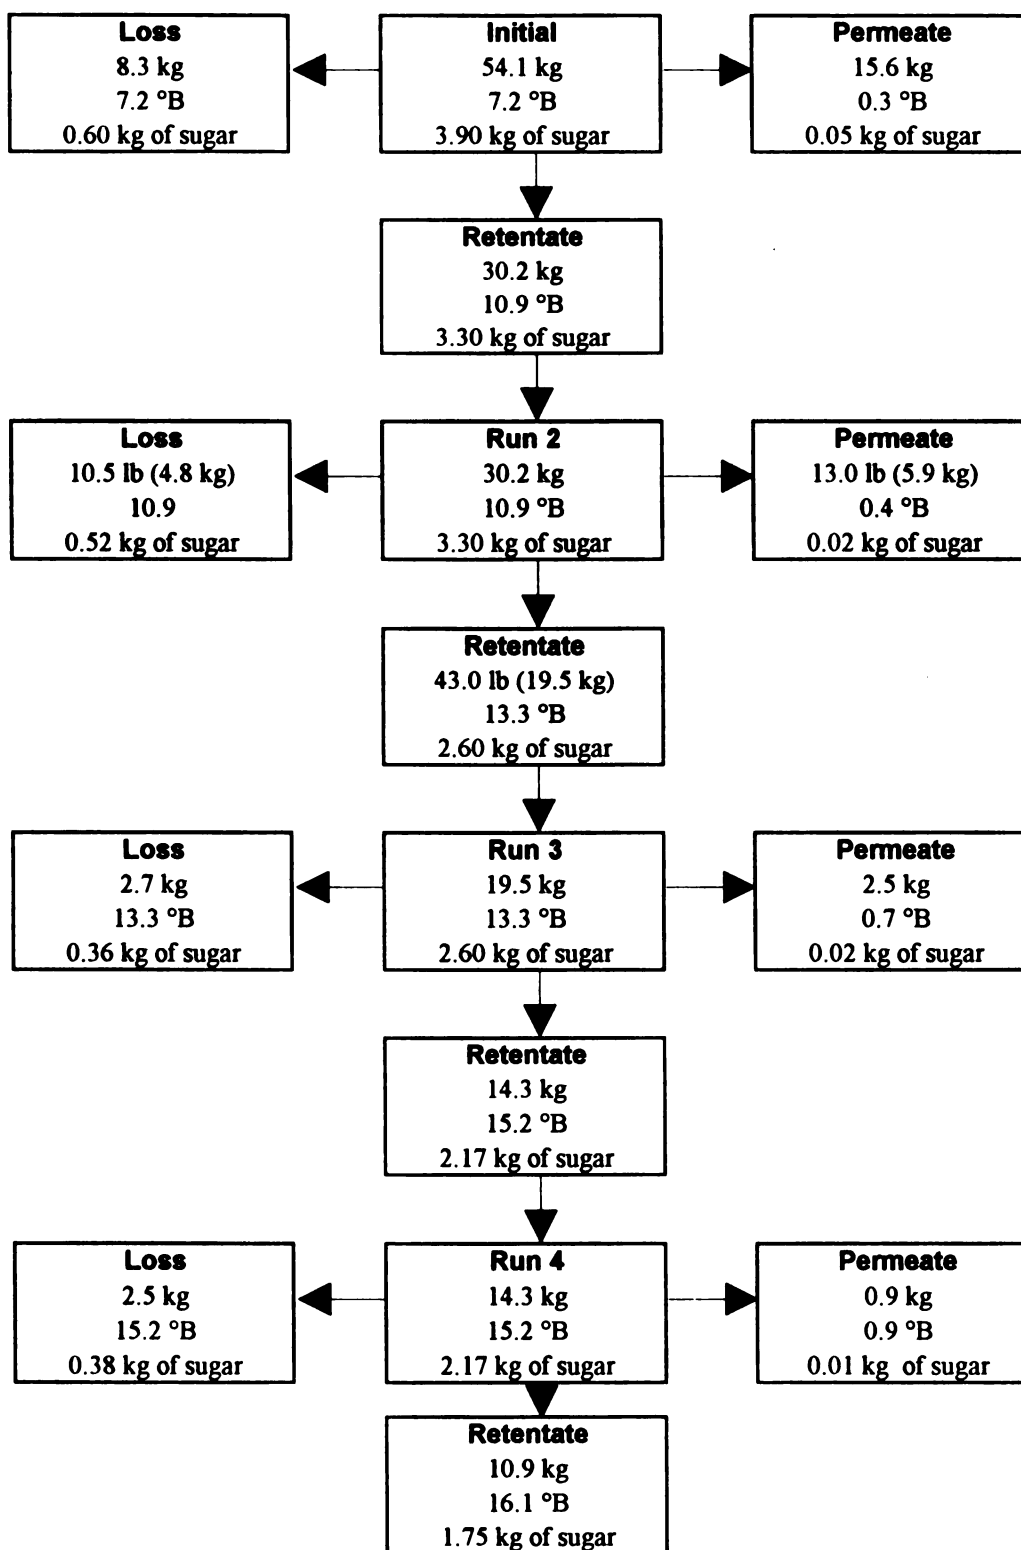 Loss
8.3 kg
7.2 °B
0.60 kg of sugar
Initial
54.1 kg
7.2 °B
3.90 kg of sugar
Permeate
15.6 kg
0.3 °B
0.05 kg of sugar
Retentate
30.2 kg
10.9 °B
3.30 kg of sugar
Loss
10.5 lb (4.8 kg)
10.9
0.52 kg of sugar
Run 2
30.2 kg
10.9 °B
3.30 kg of sugar
Permeate
13.0 lb (5.9 kg)
0.4 °B
0.02 kg of sugar
Retentate
43.0 lb (19.5 kg)
13.3 °B
2.60 kg of sugar
Loss
2.7 kg
13.3 °B
0.36 kg of sugar
Run 3
19.5 kg
13.3 °B
2.60 kg of sugar
Permeate
2.5 kg
0.7 °B
0.02 kg of sugar
Retentate
14.3 kg
15.2 °B
2.17 kg of sugar
Loss
2.5 kg
15.2 °B
0.38 kg of sugar
Run 4
14.3 kg
15.2 °B
2.17 kg of sugar
Permeate
0.9 kg
0.9 °B
0.01 kg of sugar
Retentate
10.9 kg
16.1 °B
1.75 kg of sugar